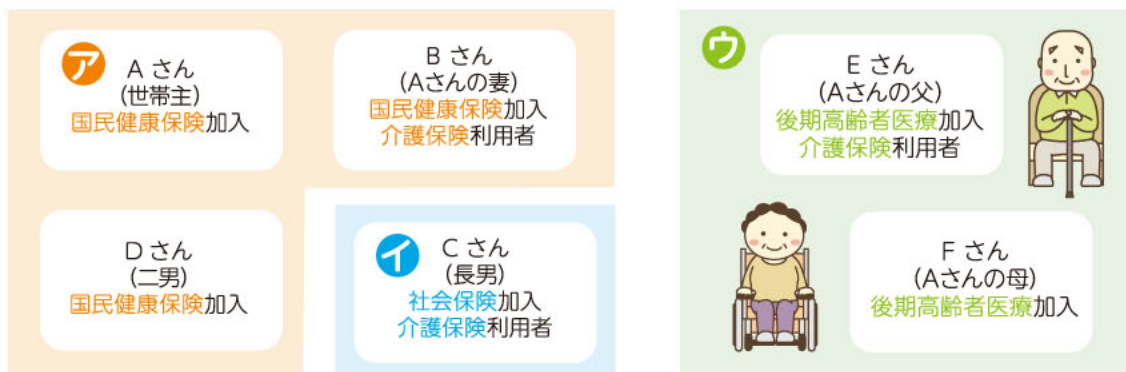 ア
A さん
(世帯主)
国民健康保険加入
B さん
(Aさんの妻)
国民健康保険加入
介護保険利用者
D さん
(二男)
国民健康保険加入
イ
C さん
(長男)
社会保険加入
介護保険利用者
ウ
E さん
(Aさんの父)
後期高齢者医療加入
介護保険利用者
F さん
(Aさんの母)
後期高齢者医療加入